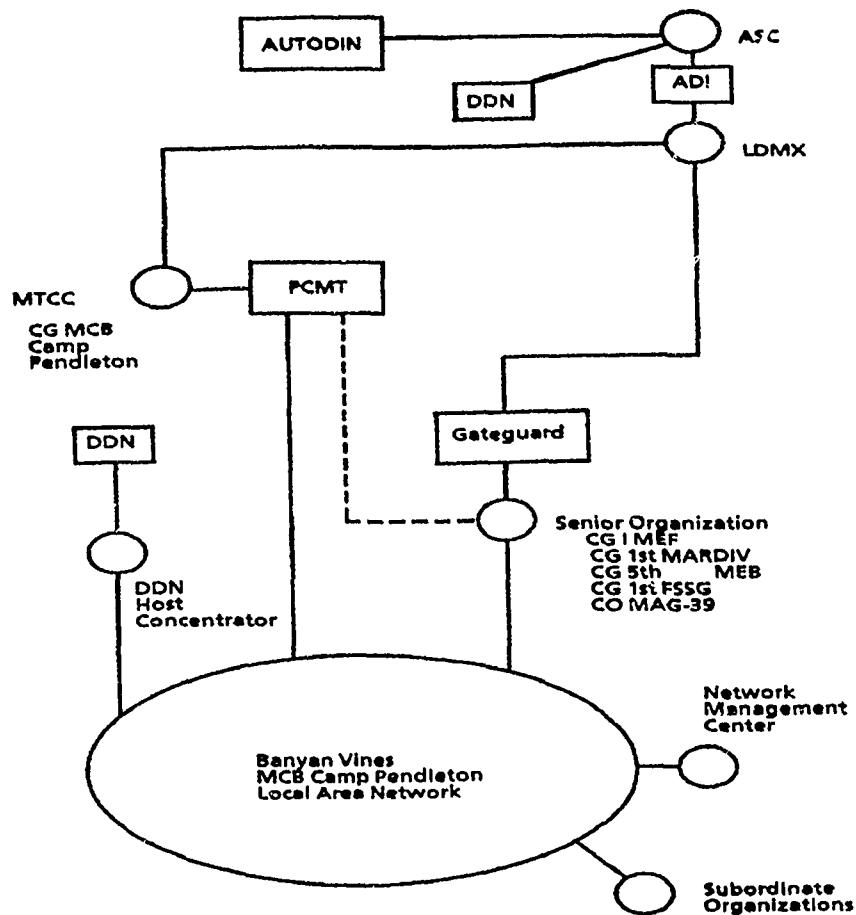 AUTODIN
ASC
DDN
AD!
LDMX
MTCC
CG MCB
Camp
Pendleton
PCMT
DDN
Gateguard
Senior Organization
CG I MEF
CG 1st MARDIV
CG 5th MEB
CG 1st FSSG
CO MAG-39
DDN
Host
Concentrator
Network
Management
Center
Banyan Vines
MCB Camp Pendleton
Local Area Network
Subordinate
Organizations